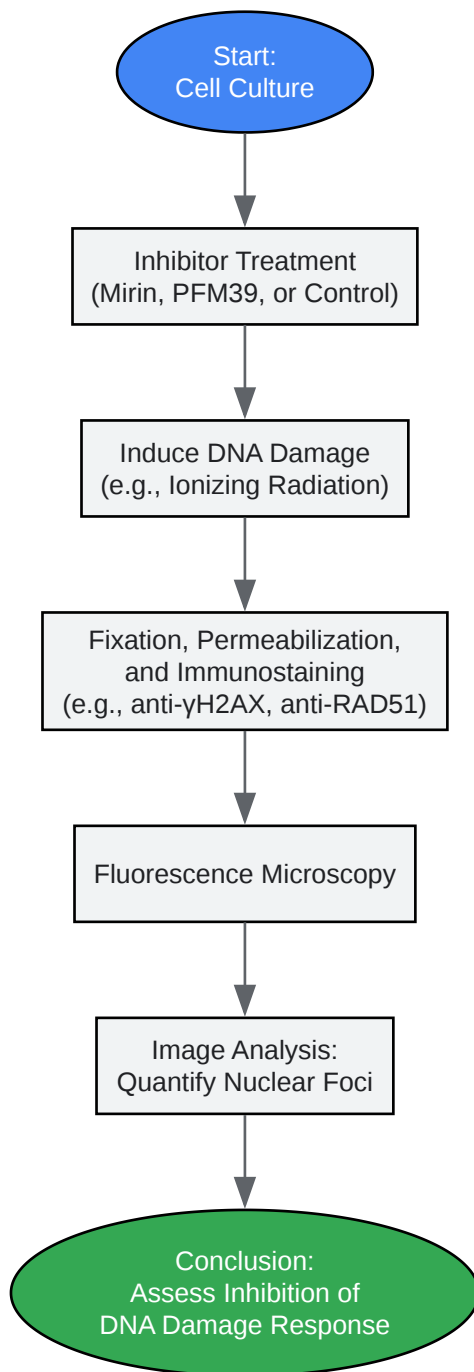 Start:
Cell Culture
Inhibitor Treatment
(Mirin, PFM39, or Control)
Induce DNA Damage
(e.g., Ionizing Radiation)
Fixation, Permeabilization,
and Immunostaining
(e.g., anti-γH2AX, anti-RAD51)
Fluorescence Microscopy
Image Analysis:
Quantify Nuclear Foci
Conclusion:
Assess Inhibition of
DNA Damage Response